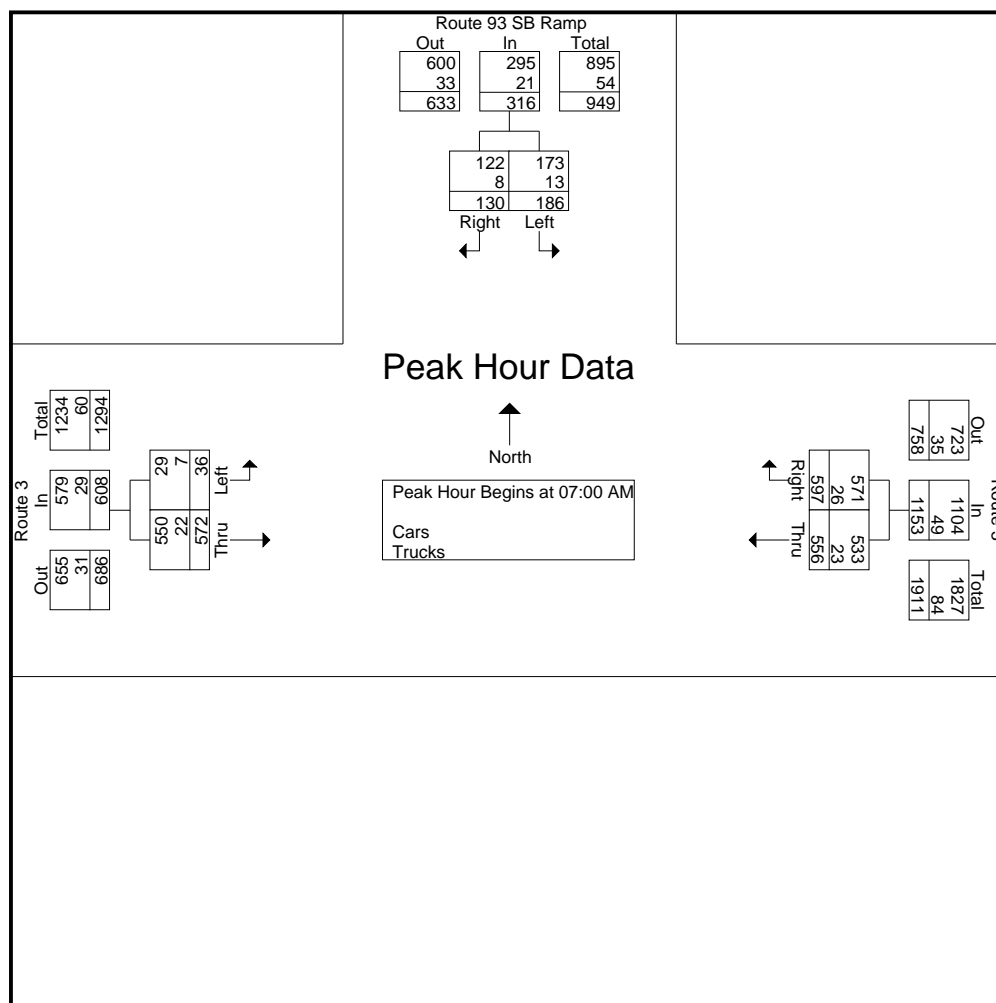 Route 93 SB Ramp
Out In Total
600 295 895
33 21 54
633 316 949
122 173
8 13
130 186
Right Left
Peak Hour Data
North
Peak Hour Begins at 07:00 AM
Cars
Trucks
Route 3
Out In Total
655 579 1234
31 29 60
686 608 1294
550 29
22 7
572 36
Thru Left
Out In Total
723 1104 1827
35 49 84
758 1153 1911
571 533
26 23
597 556
Right Thru